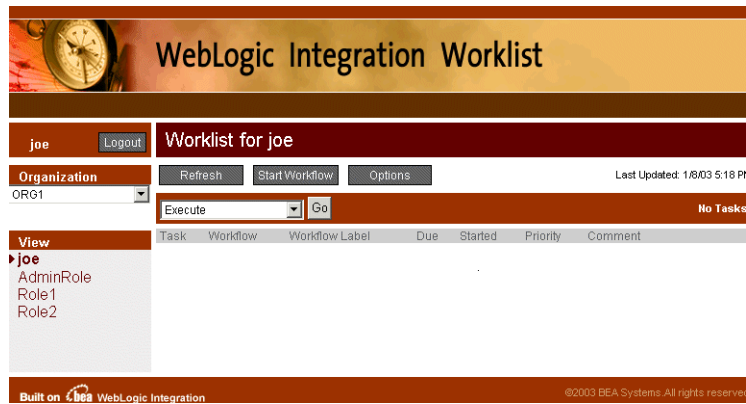 WebLogic Integration Worklist
joe
Logout
Worklist for joe
Organization
ORG1
Refresh
Start Workflow
Options
Last Updated: 1/8/03 5:18 PM
Execute
Go
No Tasks
View
joe
AdminRole
Role1
Role2
Task Workflow Workflow Label Due Started Priority Comment
Built on bea WebLogic Integration
©2003 BEA Systems.All rights reserved